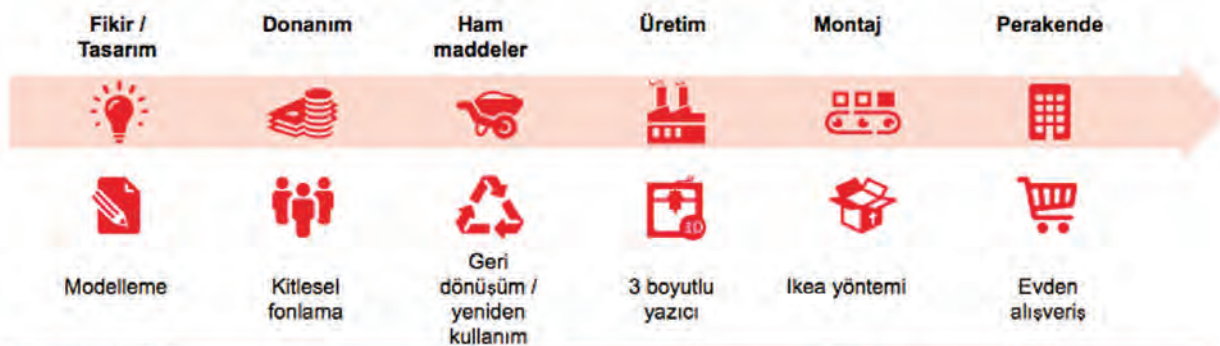 Fikir /
Tasarım
Donanım
Ham
maddeler
Üretim
Montaj
Perakende
Modelleme
Kitlesel
fonlama
Geri
dönüşüm /
yeniden
kullanım
3 boyutlu
yazıcı
Ikea yöntemi
Evden
alışveriş